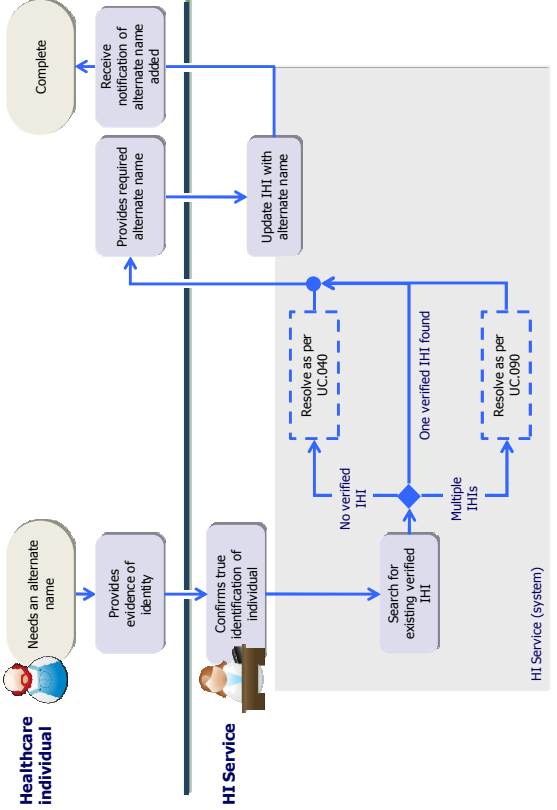 Healthcare
individual
Needs an alternate
name
Provides
evidence of
identity
HI Service
Confirms true
identification of
individual
Search for
existing verified
IHI
No verified
IHI
Multiple
IHIs
One verified IHI found
Resolve as per
UC.040
Resolve as per
UC.090
Provides required
alternate name
Update IHI with
alternate name
Receive
notification of
alternate name
added
Complete
HI Service (system)